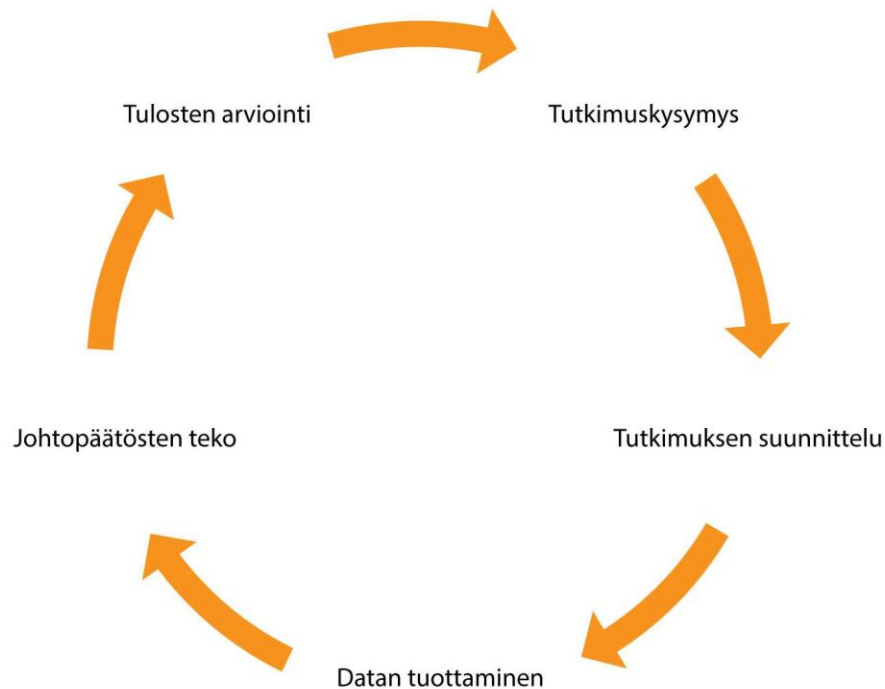 Tulosten arviointi
Tutkimuskysymys
Johtopäätösten teko
Tutkimuksen suunnittelu
Datan tuottaminen